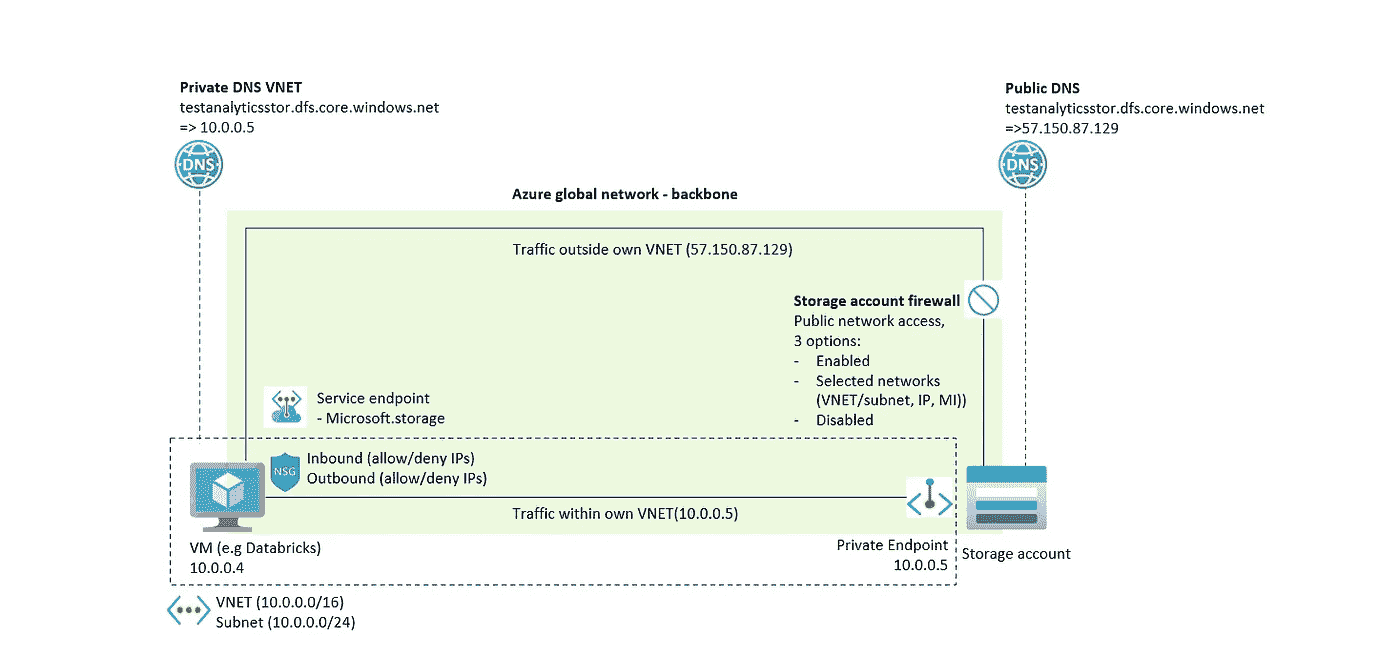 Private DNS VNET
testanalyticsstor.dfs.core.windows.net
=> 10.0.0.5
DNS
Public DNS
testanalyticsstor.dfs.core.windows.net
=>57.150.87.129
DNS
Azure global network - backbone
Traffic outside own VNET (57.150.87.129)
Storage account firewall
Public network access,
3 options:
- Enabled
- Selected networks
(VNET/subnet, IP, MI))
- Disabled
Service endpoint
- Microsoft.storage
NSG
Inbound (allow/deny IPs)
Outbound (allow/deny IPs)
Traffic within own VNET(10.0.0.5)
VM (e.g Databricks)
10.0.0.4
Private Endpoint
10.0.0.5
Storage account
VNET (10.0.0.0/16)
Subnet (10.0.0.0/24)